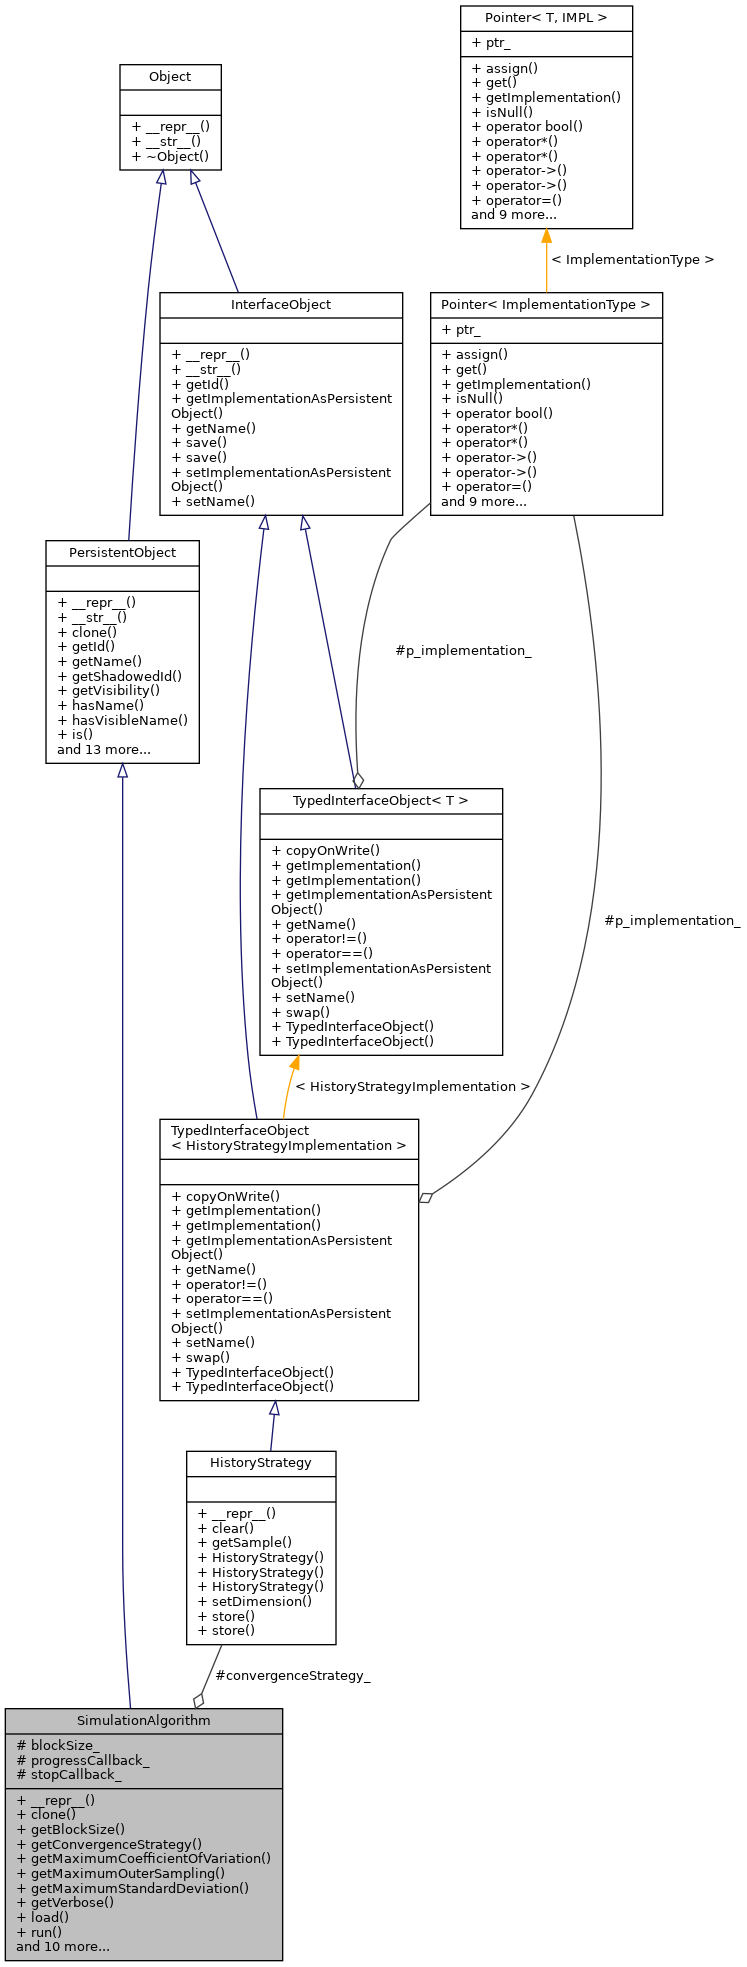 Pointer< T, IMPL >
+ ptr_
+ assign()
+ get()
+ getImplementation()
+ isNull()
+ operator bool()
+ operator*()
+ operator*()
+ operator->()
+ operator->()
+ operator=()
and 9 more...
Object
+ __repr__()
+ __str__()
+ ~Object()
< ImplementationType >
InterfaceObject
+ __repr__()
+ __str__()
+ getId()
+ getImplementationAsPersistent
Object()
+ getName()
+ save()
+ save()
+ setImplementationAsPersistent
Object()
+ setName()
Pointer< ImplementationType >
+ ptr_
+ assign()
+ get()
+ getImplementation()
+ isNull()
+ operator bool()
+ operator*()
+ operator*()
+ operator->()
+ operator->()
+ operator=()
and 9 more...
PersistentObject
+ __repr__()
+ __str__()
+ clone()
+ getId()
+ getName()
+ getShadowedId()
+ getVisibility()
+ hasName()
+ hasVisibleName()
+ is()
and 13 more...
#p_implementation_
TypedInterfaceObject< T >
+ copyOnWrite()
+ getImplementation()
+ getImplementation()
+ getImplementationAsPersistent
Object()
+ getName()
+ operator!=()
+ operator==()
+ setImplementationAsPersistent
Object()
+ setName()
+ swap()
+ TypedInterfaceObject()
+ TypedInterfaceObject()
#p_implementation_
< HistoryStrategyImplementation >
TypedInterfaceObject
< HistoryStrategyImplementation >
+ copyOnWrite()
+ getImplementation()
+ getImplementation()
+ getImplementationAsPersistent
Object()
+ getName()
+ operator!=()
+ operator==()
+ setImplementationAsPersistent
Object()
+ setName()
+ swap()
+ TypedInterfaceObject()
+ TypedInterfaceObject()
HistoryStrategy
+ __repr__()
+ clear()
+ getSample()
+ HistoryStrategy()
+ HistoryStrategy()
+ HistoryStrategy()
+ setDimension()
+ store()
+ store()
#convergenceStrategy_
SimulationAlgorithm
# blockSize_
# progressCallback_
# stopCallback_
+ __repr__()
+ clone()
+ getBlockSize()
+ getConvergenceStrategy()
+ getMaximumCoefficientOfVariation()
+ getMaximumOuterSampling()
+ getMaximumStandardDeviation()
+ getVerbose()
+ load()
+ run()
and 10 more...